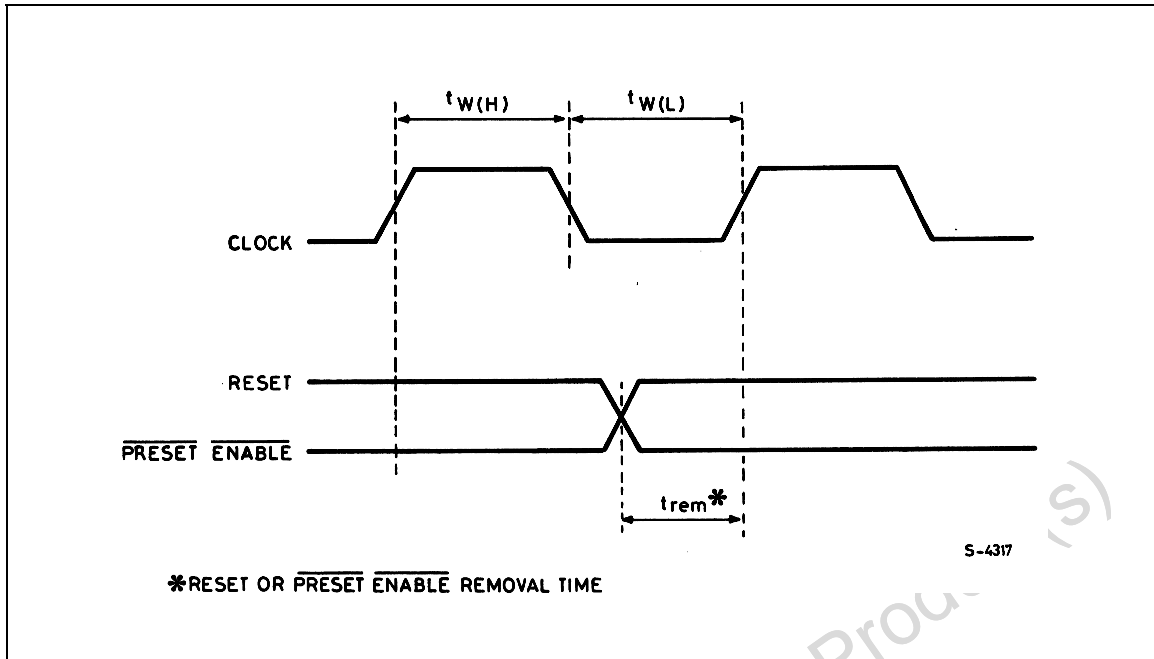 tW(H) tW(L)
CLOCK
RESET
PRESET ENABLE
trem*
S-4317
*RESET OR PRESET ENABLE REMOVAL TIME